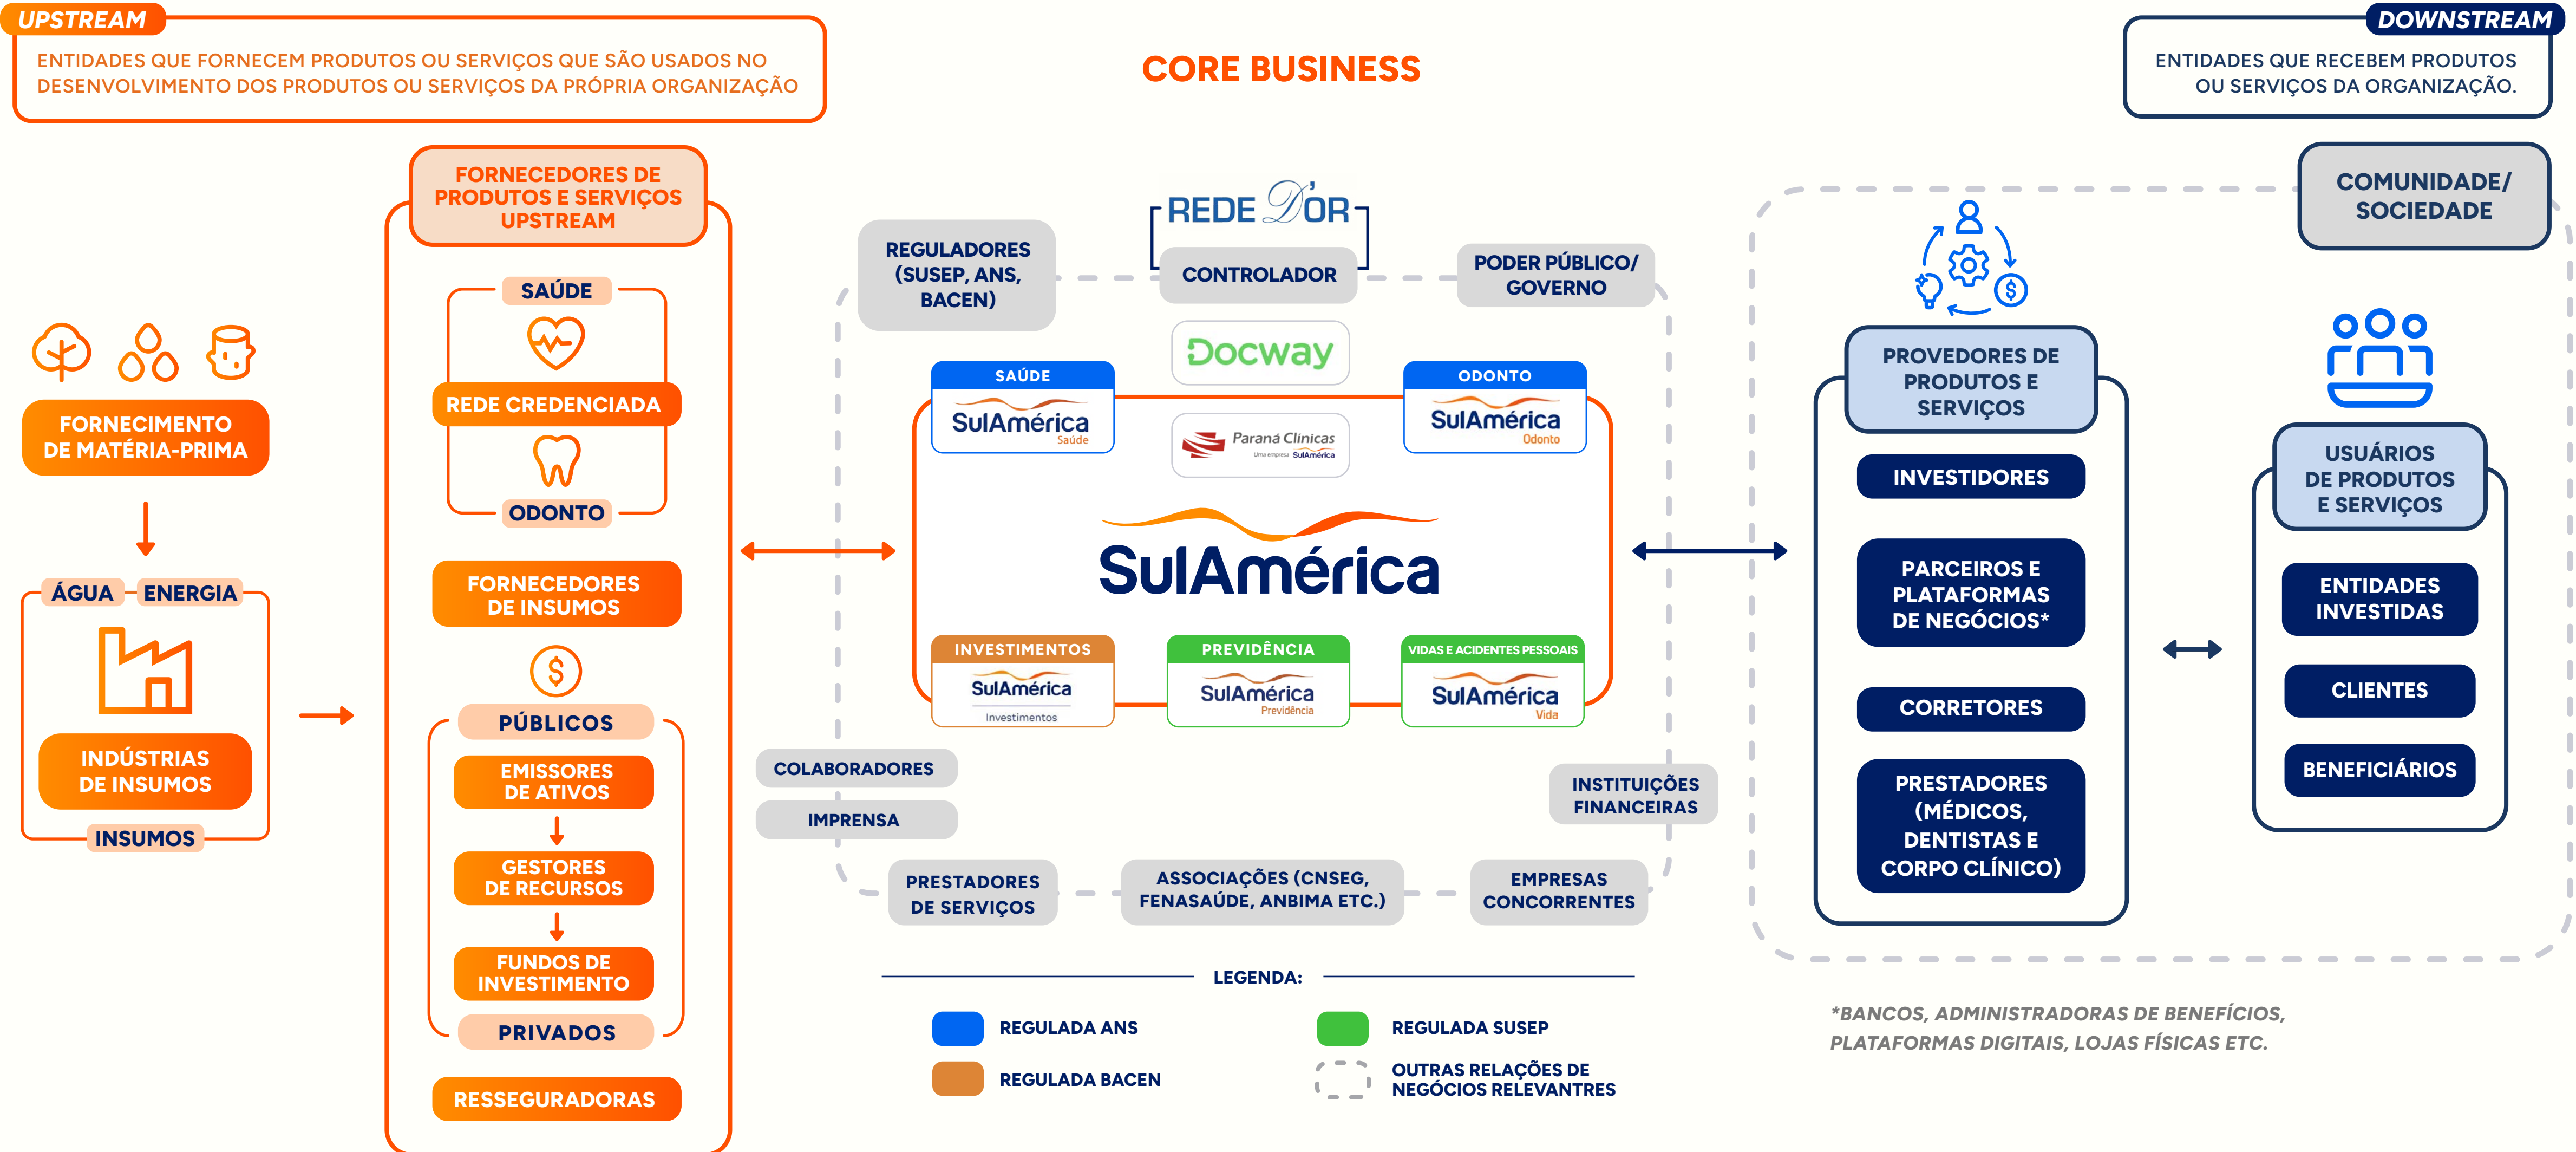 UPSTREAM
ENTIDADES QUE FORNECEM PRODUTOS OU SERVIÇOS QUE SÃO USADOS NO
DESENVOLVIMENTO DOS PRODUTOS OU SERVIÇOS DA PRÓPRIA ORGANIZAÇÃO
CORE BUSINESS
DOWNSTREAM
ENTIDADES QUE RECEBEM PRODUTOS
OU SERVIÇOS DA ORGANIZAÇÃO.
FORNECIMENTO
DE MATÉRIA-PRIMA
ÁGUA
ENERGIA
INDÚSTRIAS
DE INSUMOS
INSUMOS
FORNECEDORES DE
PRODUTOS E SERVIÇOS
UPSTREAM
SAÚDE
REDE CREDENCIADA
ODONTO
FORNECEDORES
DE INSUMOS
PÚBLICOS
EMISSORES
DE ATIVOS
GESTORES
DE RECURSOS
FUNDOS DE
INVESTIMENTO
PRIVADOS
RESSEGURADORAS
REGULADORES
(SUSEP, ANS,
BACEN)
REDE D'OR
CONTROLADOR
PODER PÚBLICO/
GOVERNO
Docway
SAÚDE
SulAmérica
Saúde
Paraná Clínicas
Uma empresa SulAmérica
ODONTO
SulAmérica
Odonto
SulAmérica
INVESTIMENTOS
SulAmérica
Investimentos
PREVIDÊNCIA
SulAmérica
Previdência
VIDAS E ACIDENTES PESSOAIS
SulAmérica
Vida
COLABORADORES
IMPRENSA
INSTITUIÇÕES
FINANCEIRAS
PRESTADORES
DE SERVIÇOS
ASSOCIAÇÕES (CNSEG,
FENASAÚDE, ANBIMA ETC.)
EMPRESAS
CONCORRENTES
LEGENDA:
REGULADA ANS
REGULADA SUSEP
REGULADA BACEN
OUTRAS RELAÇÕES DE
NEGÓCIOS RELEVANTRES
COMUNIDADE/
SOCIEDADE
PROVEDORES DE
PRODUTOS E
SERVIÇOS
INVESTIDORES
PARCEIROS E
PLATAFORMAS
DE NEGÓCIOS*
CORRETORES
PRESTADORES
(MÉDICOS,
DENTISTAS E
CORPO CLÍNICO)
USUÁRIOS
DE PRODUTOS
E SERVIÇOS
ENTIDADES
INVESTIDAS
CLIENTES
BENEFICIÁRIOS
*BANCOS, ADMINISTRADORAS DE BENEFÍCIOS,
PLATAFORMAS DIGITAIS, LOJAS FÍSICAS ETC.